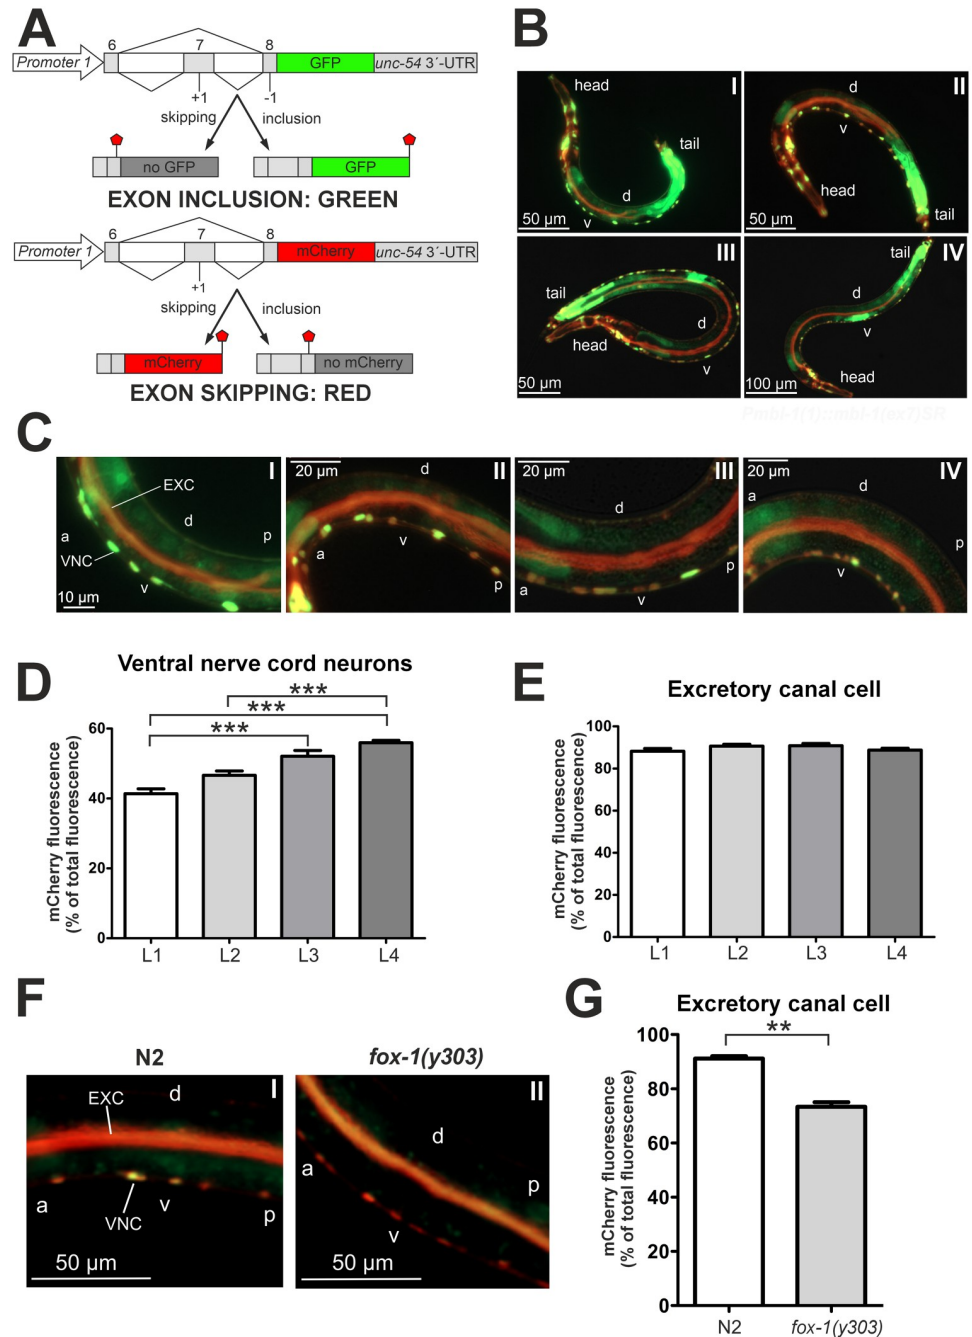 A
6 7 8
Promoter 1 GFP unc-54 3´-UTR
+1 -1
skipping inclusion
no GFP GFP
EXON INCLUSION: GREEN
6 7 8
Promoter 1 mCherry unc-54 3´-UTR
+1
skipping inclusion
mCherry no mCherry
EXON SKIPPING: RED
B
I
head
tail
d
v
50 µm
II
d
v
head
tail
50 µm
III
tail
head
d
v
50 µm
IV
tail
d
v
head
100 µm
Pmbl-1(1)::mbl-1(ex7)SR
C
I
EXC
d
a
p
VNC
v
10 µm
20 µm
II
d
a
v
p
20 µm
III
d
a
v
p
20 µm
IV
a
d
p
v
D
Ventral nerve cord neurons
***
***
***
mCherry fluorescence
(% of total fluorescence)
60
40
20
0
L1 L2 L3 L4
E
Excretory canal cell
mCherry fluorescence
(% of total fluorescence)
100
80
60
40
20
0
L1 L2 L3 L4
F
N2
I
EXC
d
a
v
VNC
p
50 µm
fox-1(y303)
II
d
a
p
v
50 µm
G
Excretory canal cell
**
mCherry fluorescence
(% of total fluorescence)
100
80
60
40
20
0
N2 fox-1(y303)